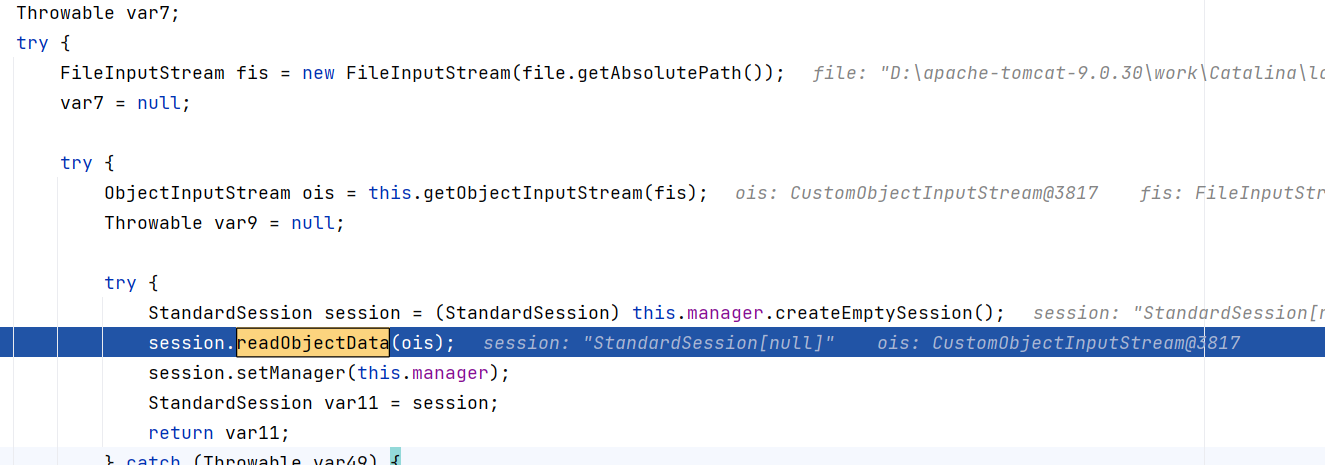 Throwable var7;
try {
FileInputStream fis = new FileInputStream(file.getAbsolutePath()); file: "D:\apache-tomcat-9.0.30\work\Catalina\lo
var7 = null;
try {
ObjectInputStream ois = this.getObjectInputStream(fis); ois: CustomObjectInputStream@3817 fis: FileInputStr
Throwable var9 = null;
try {
StandardSession session = (StandardSession) this.manager.createEmptySession(); session: "StandardSession[n
session.readObjectData(ois); session: "StandardSession[null]" ois: CustomObjectInputStream@3817
session.setManager(this.manager);
StandardSession var11 = session;
return var11;
} catch (Throwable var49) {